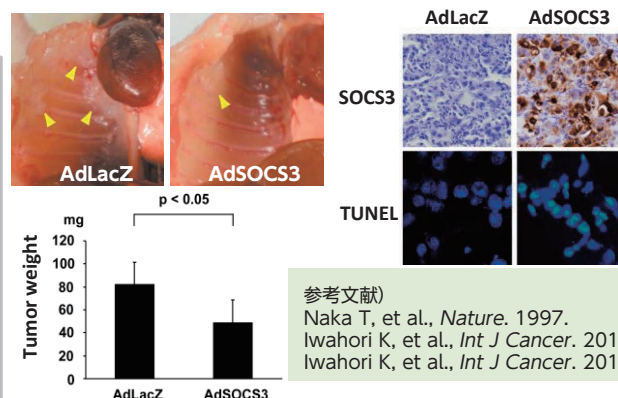 AdLacZ AdSOCS3
SOCS3
TUNEL
AdLacZ AdSOCS3
p < 0.05
mg
120
100
80
60
40
20
0
Tumor weight
AdLacZ AdSOCS3
参考文献)
Naka T, et al., Nature. 1997.
Iwahori K, et al., Int J Cancer. 201
Iwahori K, et al., Int J Cancer. 201